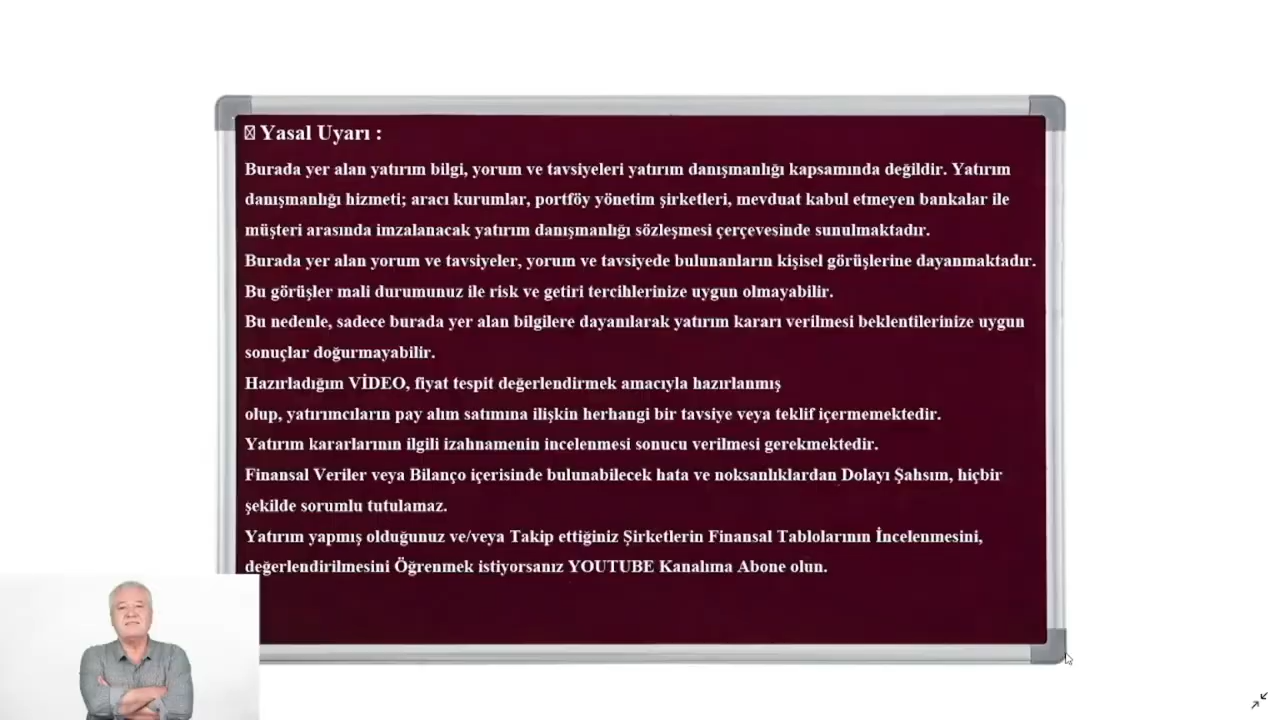 Yasal Uyarı :
Burada yer alan yatırım bilgi, yorum ve tavsiyeleri yatırım danışmanlığı kapsamında değildir. Yatırım
danışmanlığı hizmeti; aracı kurumlar, portföy yönetim şirketleri, mevduat kabul etmeyen bankalar ile
müşteri arasında imzalanacak yatırım danışmanlığı sözleşmesi çerçevesinde sunulmaktadır.
Burada yer alan yorum ve tavsiyeler, yorum ve tavsiyede bulunanların kişisel görüşlerine dayanmaktadır.
Bu görüşler mali durumunuz ile risk ve getiri tercihlerinize uygun olmayabilir.
Bu nedenle, sadece burada yer alan bilgilere dayanılarak yatırım kararı verilmesi beklentilerinize uygun
sonuçlar doğurmayabilir.
Hazırladığım VİDEO, fiyat tespit değerlendirmek amacıyla hazırlanmış
olup, yatırımcıların pay alım satımına ilişkin herhangi bir tavsiye veya teklif içermemektedir.
Yatırım kararlarının ilgili izahnamenin incelenmesi sonucu verilmesi gerekmektedir.
Finansal Veriler veya Bilanço içerisinde bulunabilecek hata ve noksanlıklardan Dolayı Şahsım, hiçbir
şekilde sorumlu tutulamaz.
Yatırım yapmış olduğunuz ve/veya Takip ettiğiniz Şirketlerin Finansal Tablolarının İncelenmesini,
değerlendirilmesini Öğrenmek istiyorsanız YOUTUBE Kanalıma Abone olun.